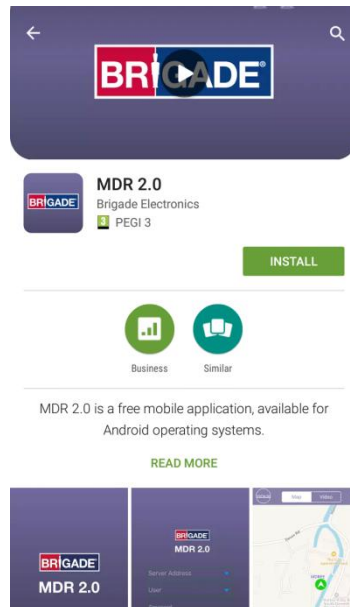 BRIGADE
BRIGADE
MDR 2.0
Brigade Electronics
3 PEGI 3
INSTALL
Business
Similar
MDR 2.0 is a free mobile application, available for
Android operating systems.
READ MORE
BRIGADE
MDR 2.0
BRIGADE
MDR 2.0
Server Address
User
Password
Map
Video